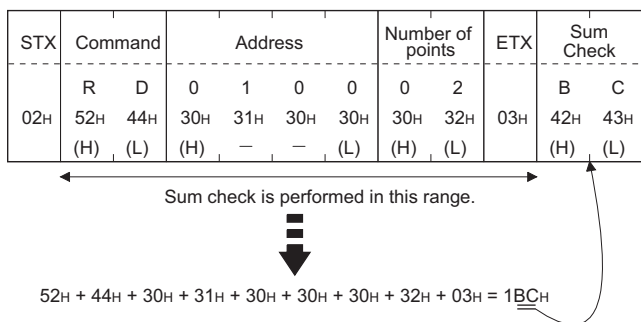 STX Command Address Number of points ETX Sum Check
R D 0 1 0 0 0 2 B C
02H 52H 44H 30H 31H 30H 30H 30H 32H 03H 42H 43H
(H) (L) (H) — — (L) (H) (L) (H) (L)
Sum check is performed in this range.
52H + 44H + 30H + 31H + 30H + 30H + 30H + 32H + 03H = 1BCH